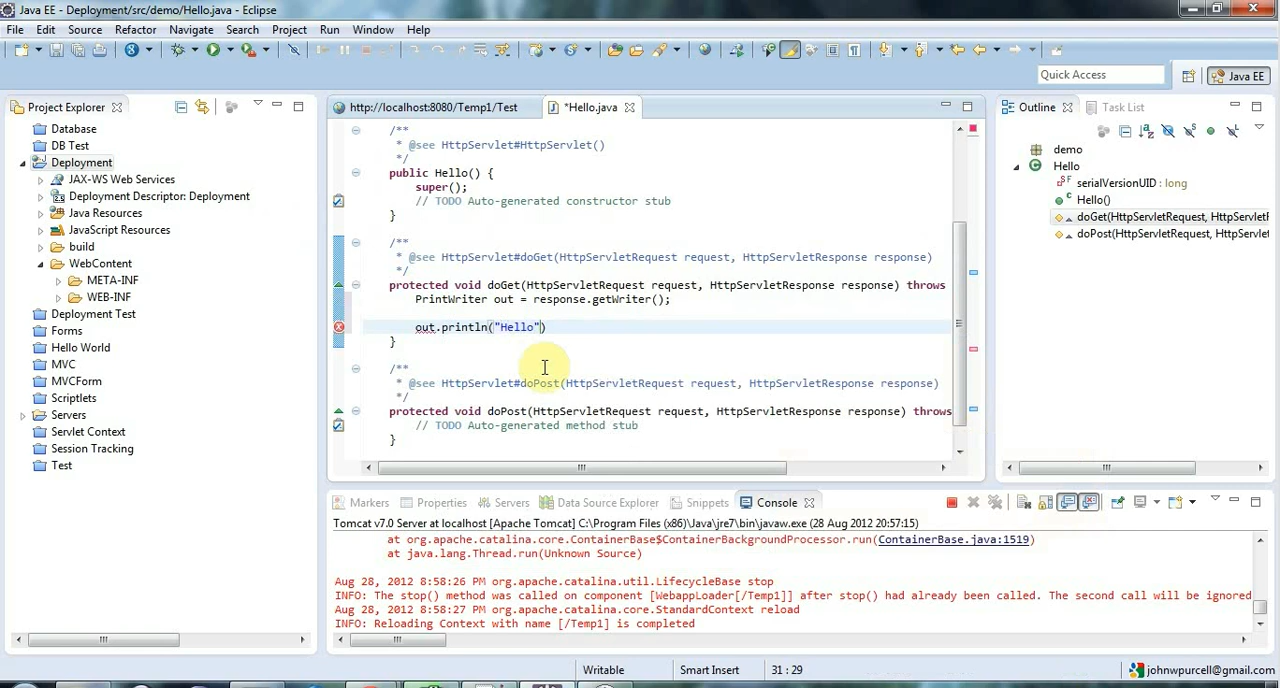 Java EE - Deployment/src/demo/Hello.java - Eclipse
File Edit Source Refactor Navigate Search Project Run Window Help
Quick Access
Java EE
Project Explorer
Database
DB Test
Deployment
JAX-WS Web Services
Deployment Descriptor: Deployment
Java Resources
JavaScript Resources
build
WebContent
META-INF
WEB-INF
Deployment Test
Forms
Hello World
MVC
MVCForm
Scriptlets
Servers
Servlet Context
Session Tracking
Test
http://localhost:8080/Temp1/Test
*Hello.java
/**
* @see HttpServlet#HttpServlet()
*/
public Hello() {
super();
// TODO Auto-generated constructor stub
}
/**
* @see HttpServlet#doGet(HttpServletRequest request, HttpServletResponse response)
*/
protected void doGet(HttpServletRequest request, HttpServletResponse response) throws
PrintWriter out = response.getWriter();
out.println("Hello")
}
/**
* @see HttpServlet#doPost(HttpServletRequest request, HttpServletResponse response)
*/
protected void doPost(HttpServletRequest request, HttpServletResponse response) throws
// TODO Auto-generated method stub
}
Outline
Task List
demo
Hello
serialVersionUID : long
Hello()
doGet(HttpServletRequest, HttpServletF
doPost(HttpServletRequest, HttpServlet
Markers Properties Servers Data Source Explorer Snippets Console
Tomcat v7.0 Server at localhost [Apache Tomcat] C:\Program Files (x86)\Java\jre7\bin\javaw.exe (28 Aug 2012 20:57:15)
at org.apache.catalina.core.ContainerBase$ContainerBackgroundProcessor.run(ContainerBase.java:1519)
at java.lang.Thread.run(Unknown Source)
Aug 28, 2012 8:58:26 PM org.apache.catalina.util.LifecycleBase stop
INFO: The stop() method was called on component [WebappLoader[/Temp1]] after stop() had already been called. The second call will be ignored
Aug 28, 2012 8:58:27 PM org.apache.catalina.core.StandardContext reload
INFO: Reloading Context with name [/Temp1] is completed
Writable
Smart Insert
31 : 29
johnwpurcell@gmail.com